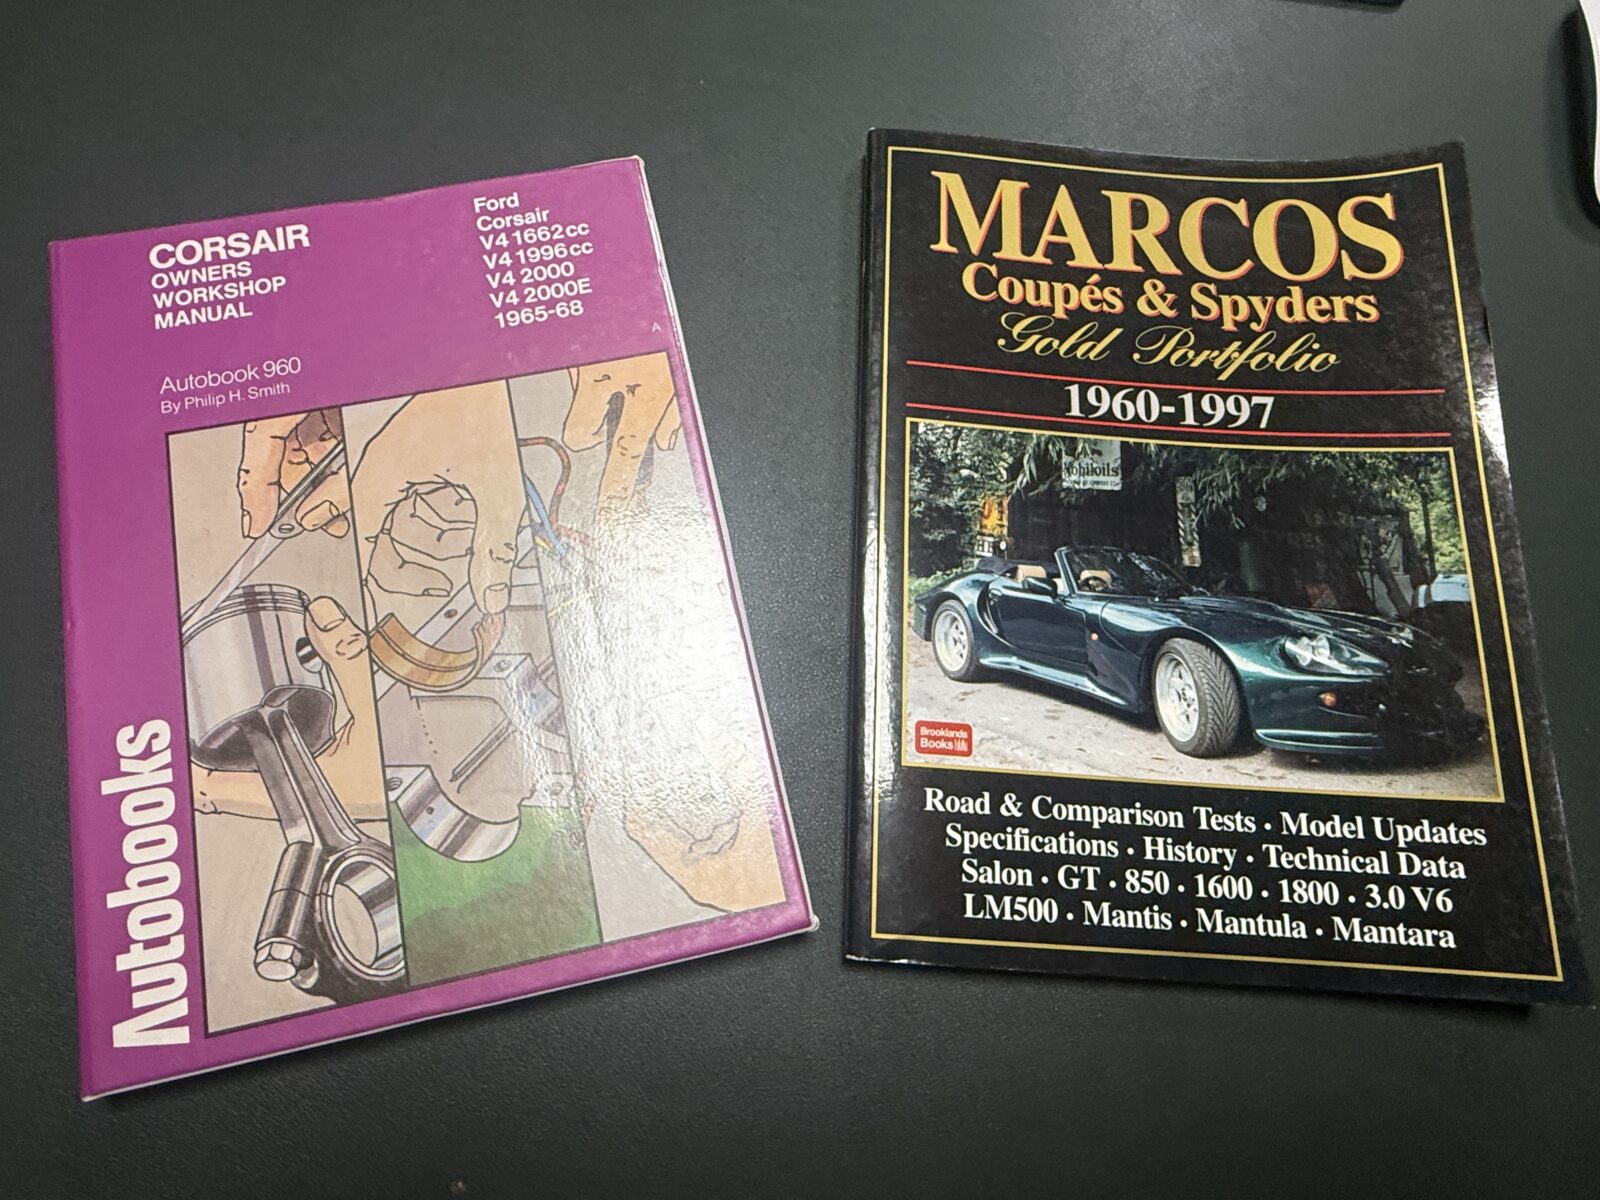 CORSAIR
OWNERS
WORKSHOP
MANUAL
Ford
Corsair
V4 1662cc
V4 1996cc
V4 2000
V4 2000E
1965-68
A
Autobook 960
By Philip H. Smith
Autobooks
MARCOS
Coupés & Spyders
Gold Portfolio
1960-1997
Mobiloils
Brooklands
Books
Road & Comparison Tests • Model Updates
Specifications • History • Technical Data
Salon • GT • 850 • 1600 • 1800 • 3.0 V6
LM500 • Mantis • Mantula • Mantara